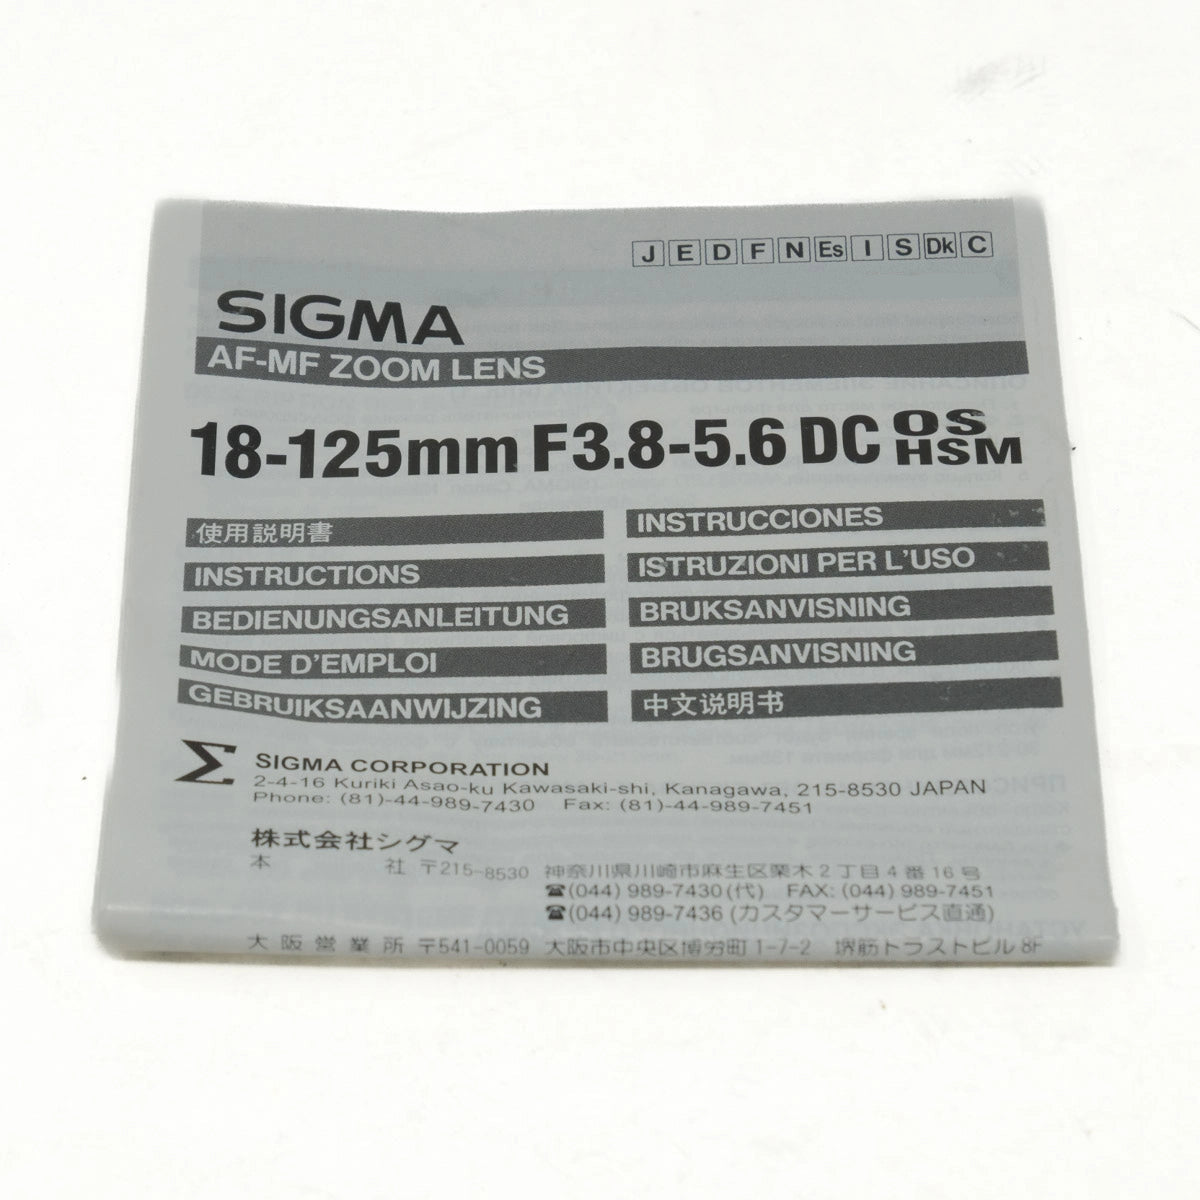 J E D F N Es I S Dk C
SIGMA
AF-MF ZOOM LENS
18-125mm F3.8-5.6 DC OS HSM
使用説明書
INSTRUCTIONS
BEDIENUNGSANLEITUNG
MODE D'EMPLOI
GEBRUIKSAANWIJZING
INSTRUCCIONES
ISTRUZIONI PER L'USO
BRUKSANVISNING
BRUGSANVISNING
中文说明书
Σ SIGMA CORPORATION
2-4-16 Kuriki Asao-ku Kawasaki-shi, Kanagawa, 215-8530 JAPAN
Phone: (81)-44-989-7430 Fax: (81)-44-989-7451
株式会社シグマ
本 社 〒215-8530 神奈川県川崎市麻生区栗木2丁目4番16号
☎(044) 989-7430 (代) FAX: (044) 989-7451
☎(044) 989-7436 (カスタマーサービス直通)
大阪営業所 〒541-0059 大阪市中央区博労町1-7-2 堺筋トラストビル8F